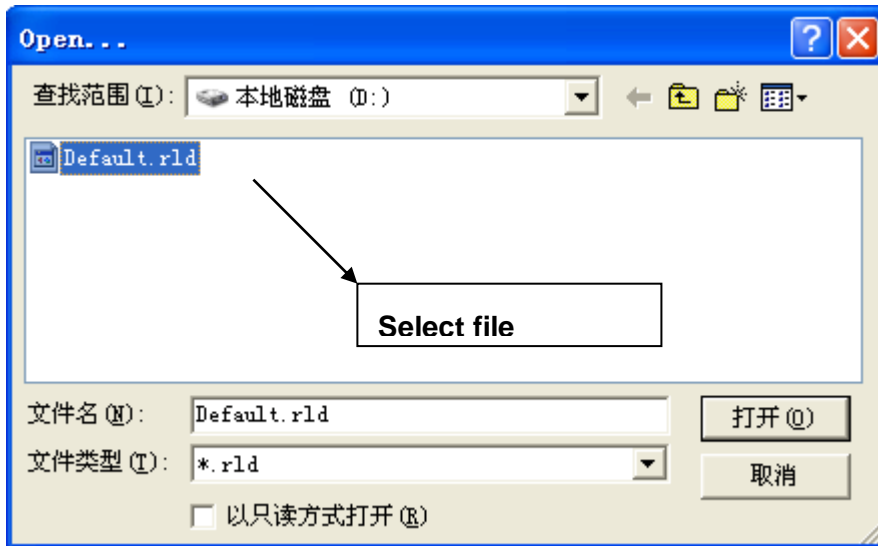 Open...
查找范围(I): 本地磁盘 (D:)
Default.rld
Select file
文件名(N): Default.rld 打开(O)
文件类型(T): *.rld 取消
以只读方式打开(R)